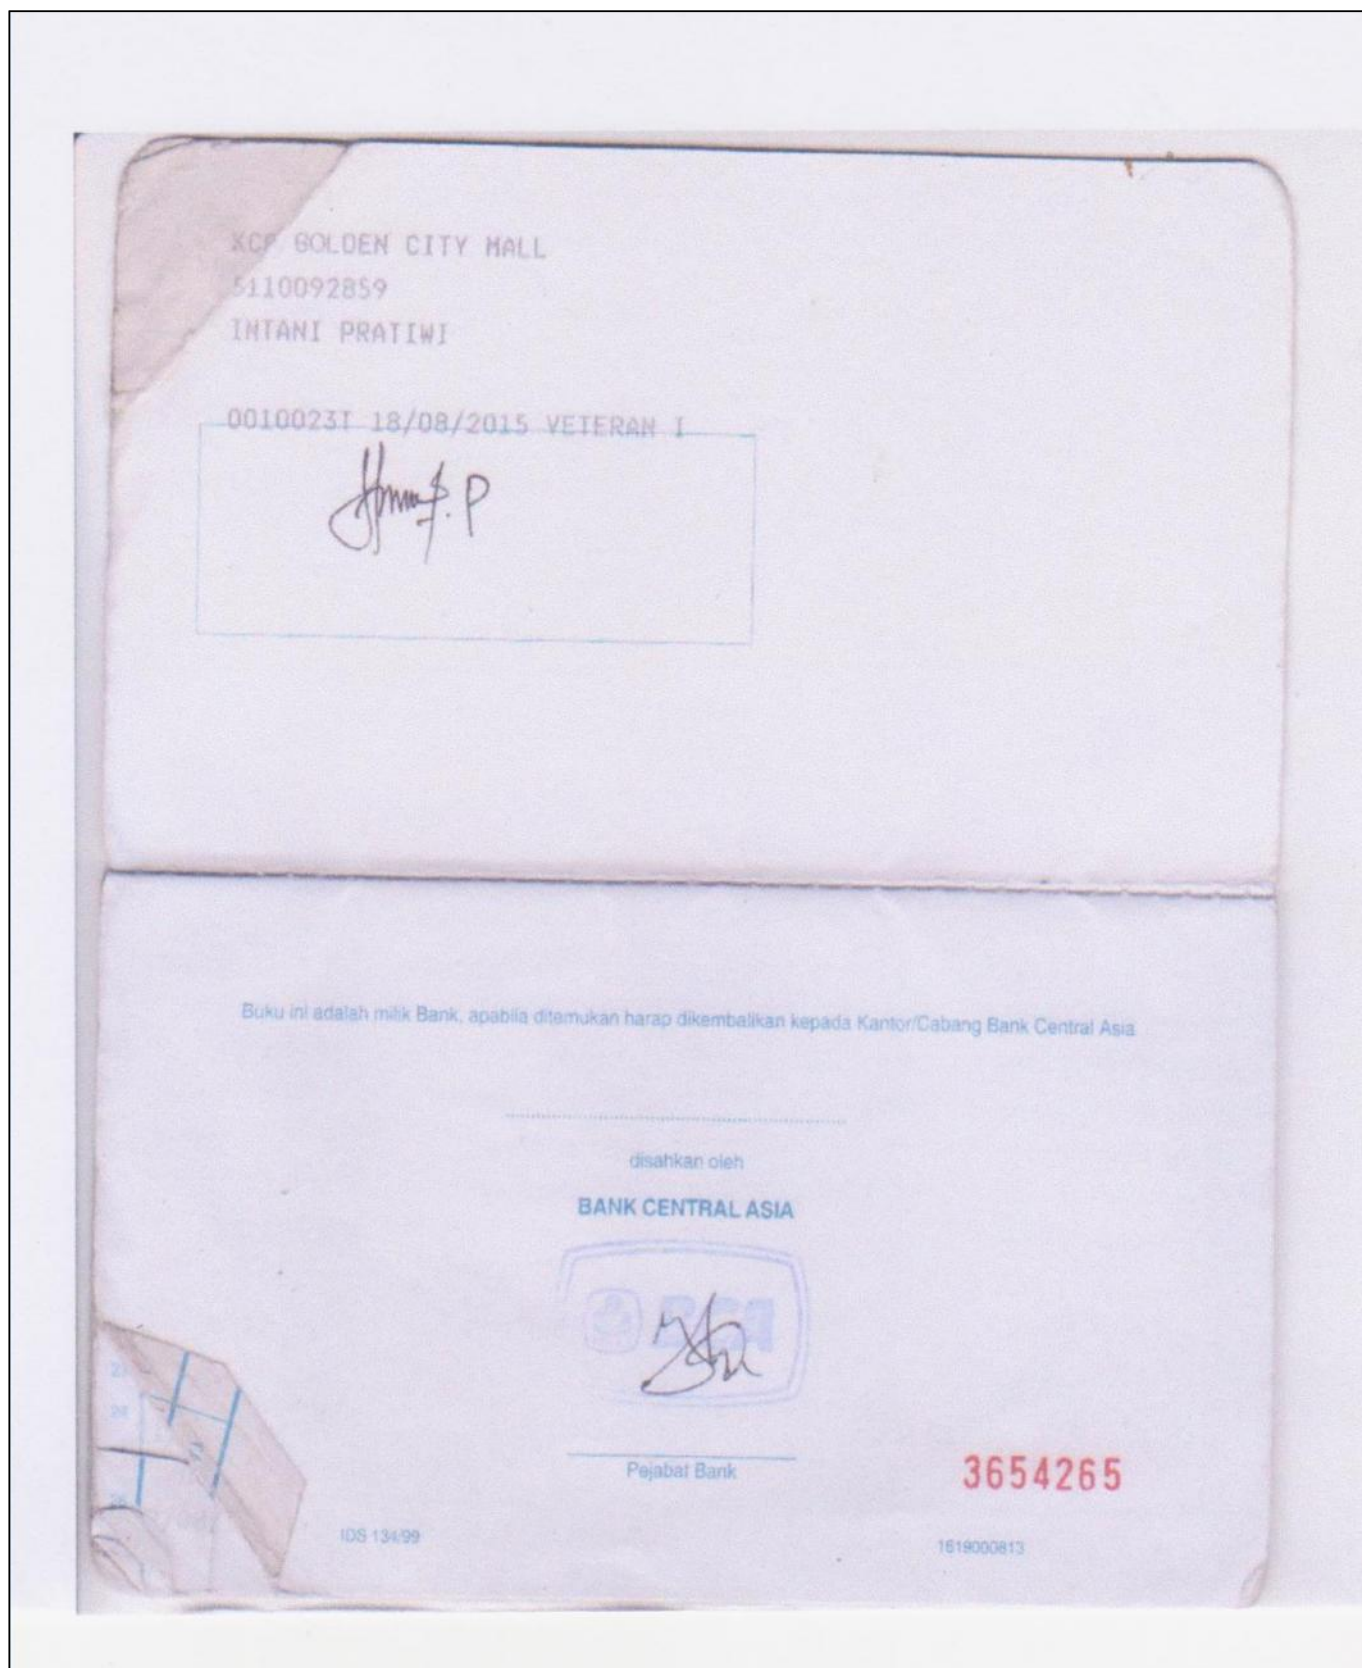 KCP GOLDEN CITY MALL
5110092859
INTANI PRATIWI
0010023I 18/08/2015 VETERAN I
Buku ini adalah milik Bank, apabila ditemukan harap dikembalikan kepada Kantor/Cabang Bank Central Asia
disahkan oleh
BANK CENTRAL ASIA
BCA
Pejabat Bank
3654265
IDS 134/99
1619000813